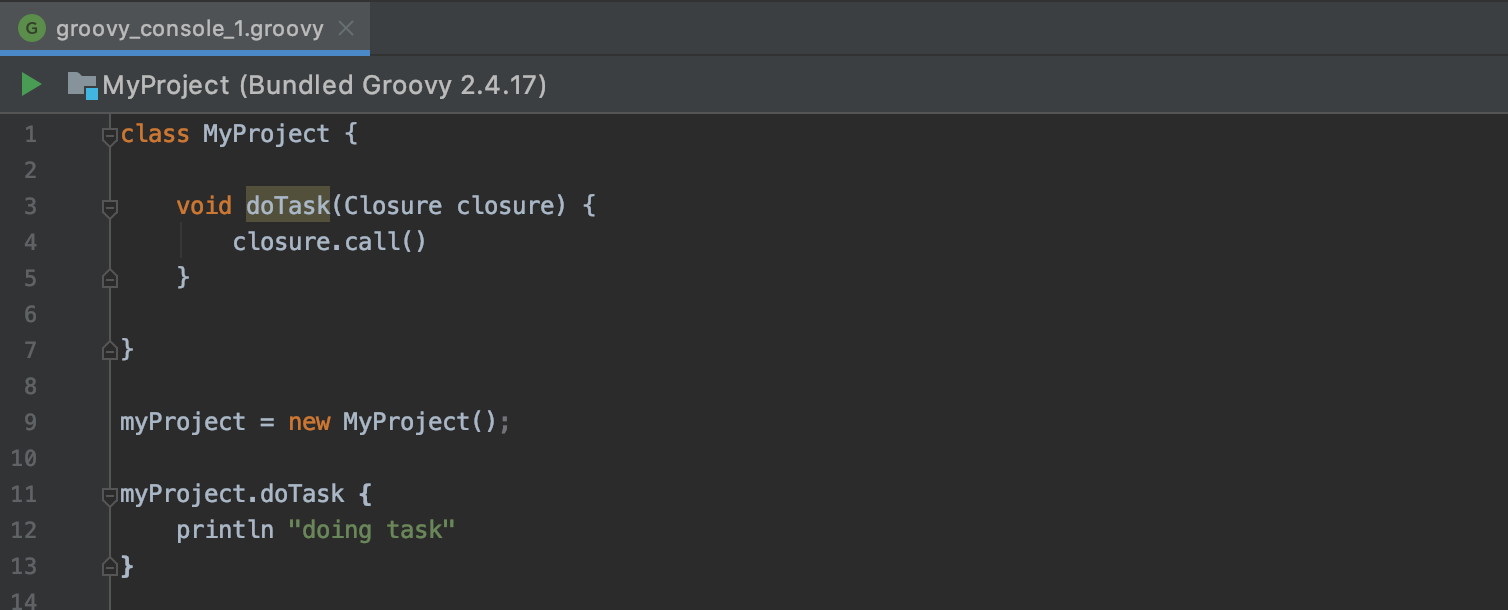 G groovy_console_1.groovy
MyProject (Bundled Groovy 2.4.17)
1 class MyProject {
2
3     void doTask(Closure closure) {
4         closure.call()
5     }
6
7 }
8
9 myProject = new MyProject();
10
11 myProject.doTask {
12     println "doing task"
13 }
14